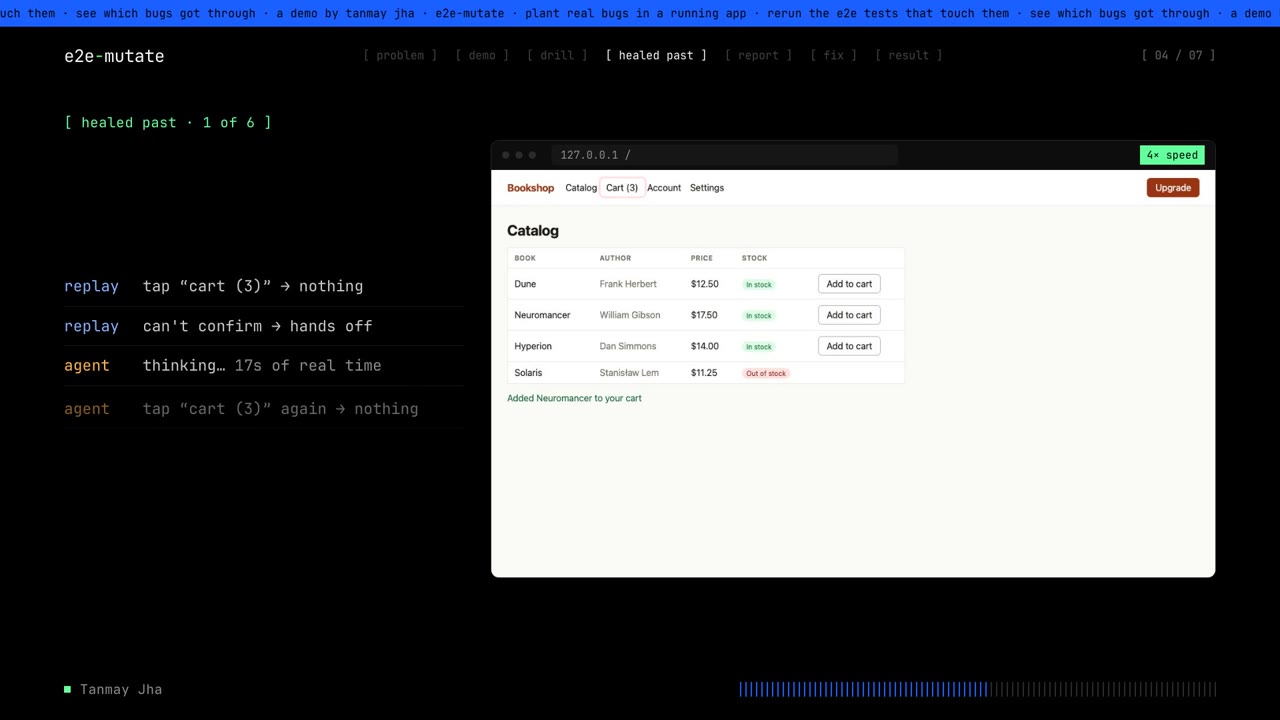 uch them · see which bugs got through · a demo by tanmay jha · e2e-mutate · plant real bugs in a running app · rerun the e2e tests that touch them · see which bugs got through · a demo
e2e-mutate [ problem ] [ demo ] [ drill ] [ healed past ] [ report ] [ fix ] [ result ] [ 04 / 07 ]
[ healed past · 1 of 6 ]
replay tap “cart (3)” → nothing
replay can't confirm → hands off
agent thinking… 17s of real time
agent tap “cart (3)” again → nothing
127.0.0.1 / 4× speed
Bookshop Catalog Cart (3) Account Settings Upgrade
Catalog
BOOK AUTHOR PRICE STOCK
Dune Frank Herbert $12.50 In stock Add to cart
Neuromancer William Gibson $17.50 In stock Add to cart
Hyperion Dan Simmons $14.00 In stock Add to cart
Solaris Stanisław Lem $11.25 Out of stock
Added Neuromancer to your cart
Tanmay Jha